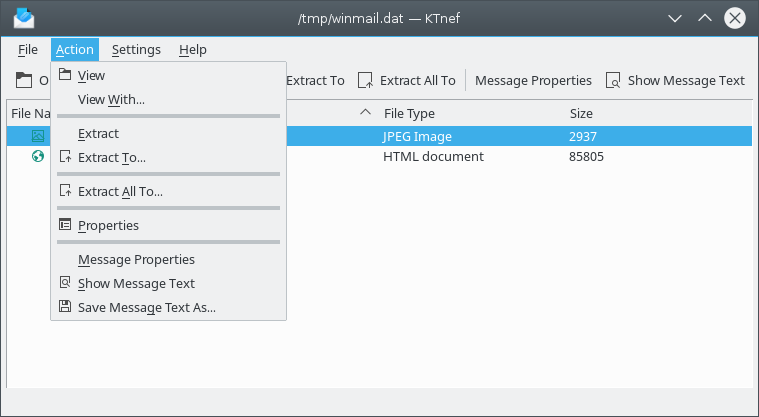 /tmp/winmail.dat — KTnef
File Action Settings Help
Extract To Extract All To Message Properties Show Message Text
File Type Size
JPEG Image 2937
HTML document 85805
View
View With...
Extract
Extract To...
Extract All To...
Properties
Message Properties
Show Message Text
Save Message Text As...